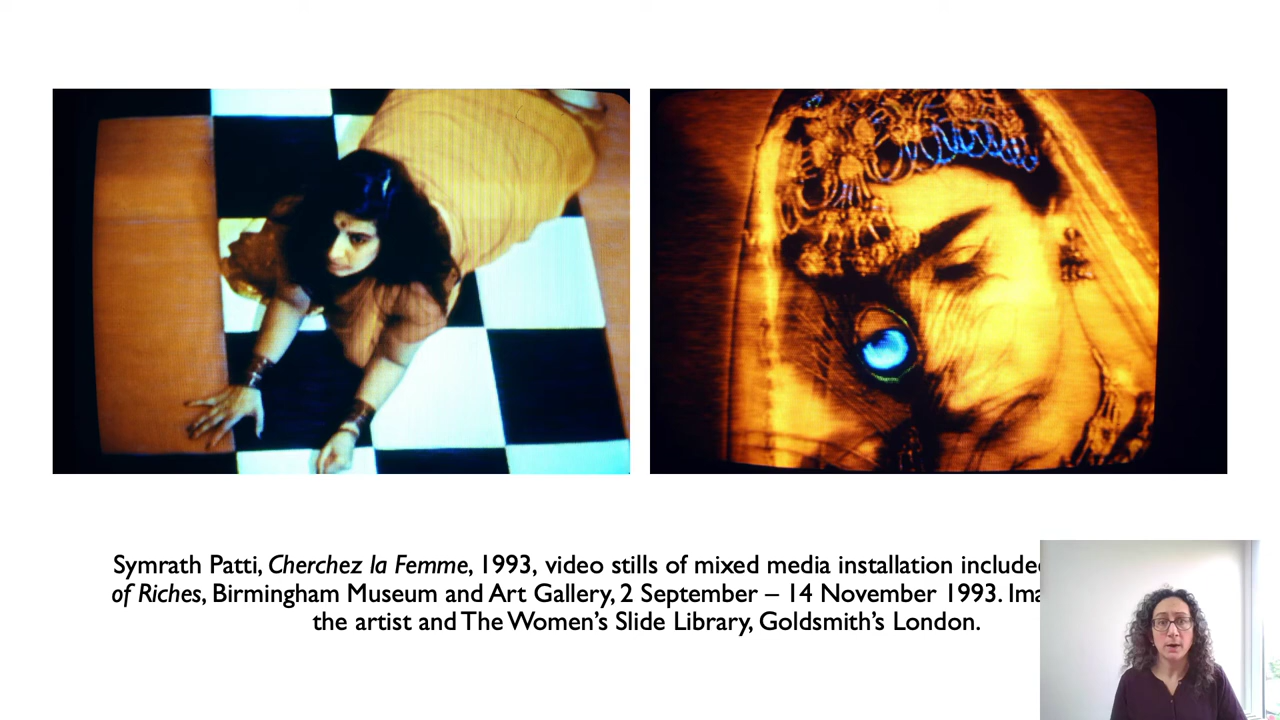 Symrath Patti, Cherchez la Femme, 1993, video stills of mixed media installation include
of Riches, Birmingham Museum and Art Gallery, 2 September – 14 November 1993. Ima
the artist and The Women's Slide Library, Goldsmith's London.